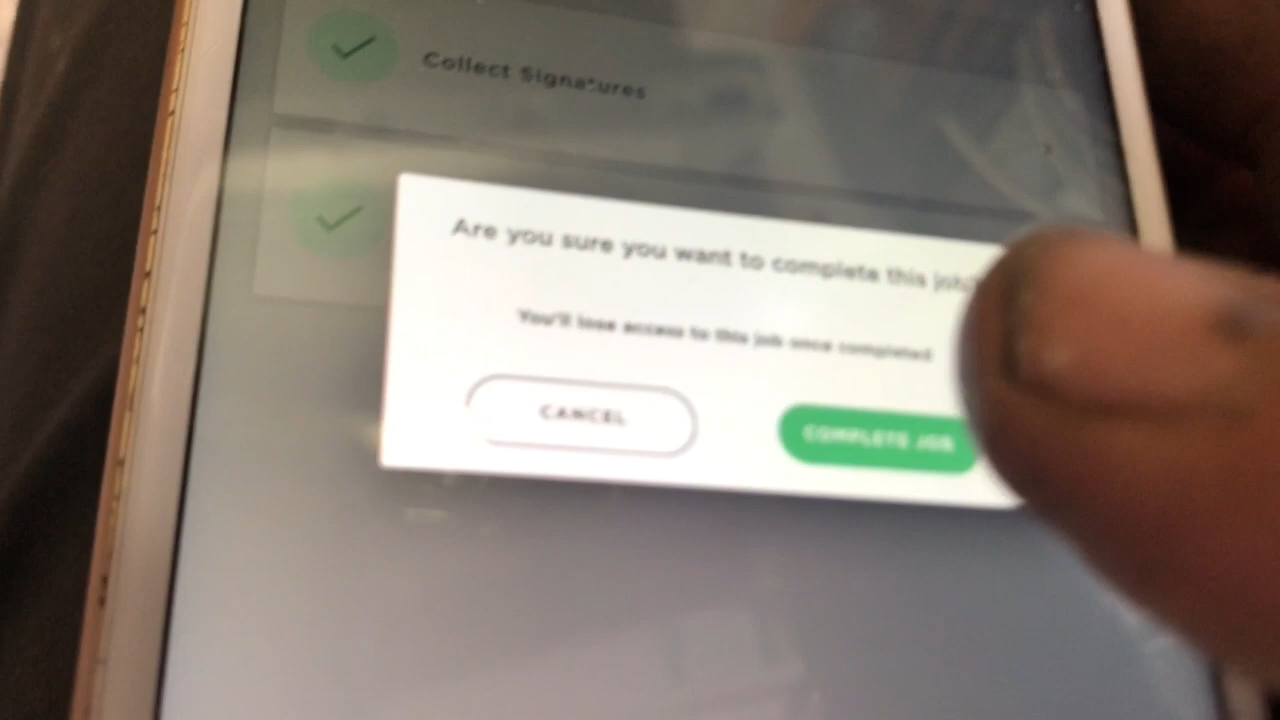 Collect Signatures
Are you sure you want to complete this job?
You'll lose access to this job once completed
CANCEL
COMPLETE JOB